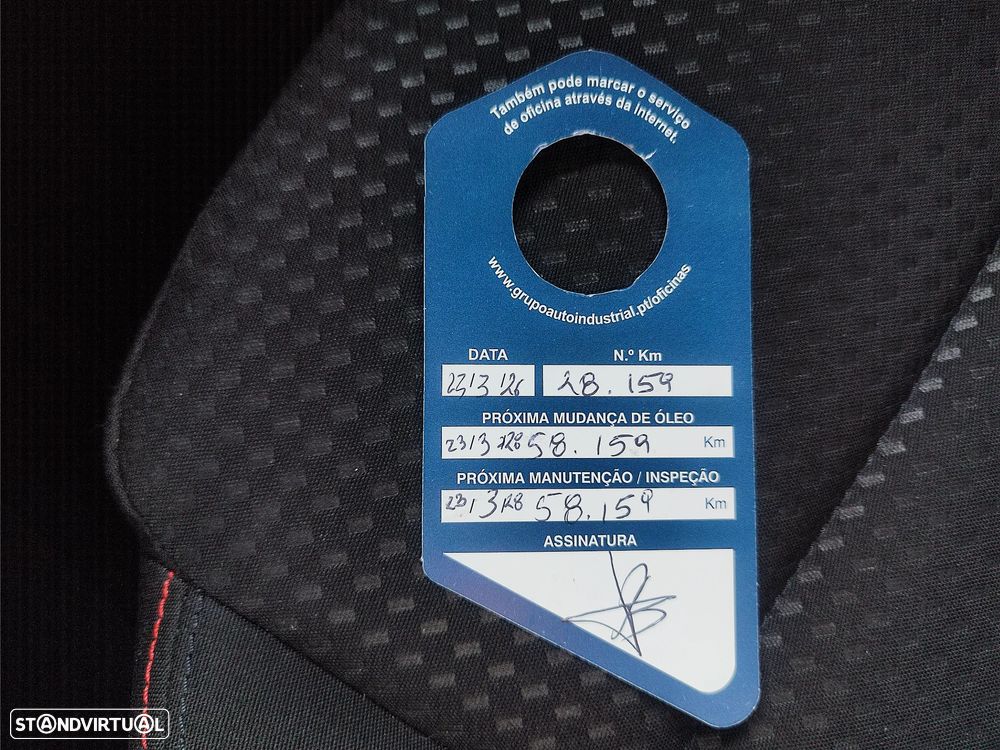 Também pode marcar o serviço
de oficina através da internet.
www.grupoautoindustrial.pt/oficinas
DATA N.º Km
23/3/26 28.159
PRÓXIMA MUDANÇA DE ÓLEO
23/3/28 58.159 Km
PRÓXIMA MANUTENÇÃO / INSPEÇÃO
23/3/28 58.159 Km
ASSINATURA
STANDVIRTUAL